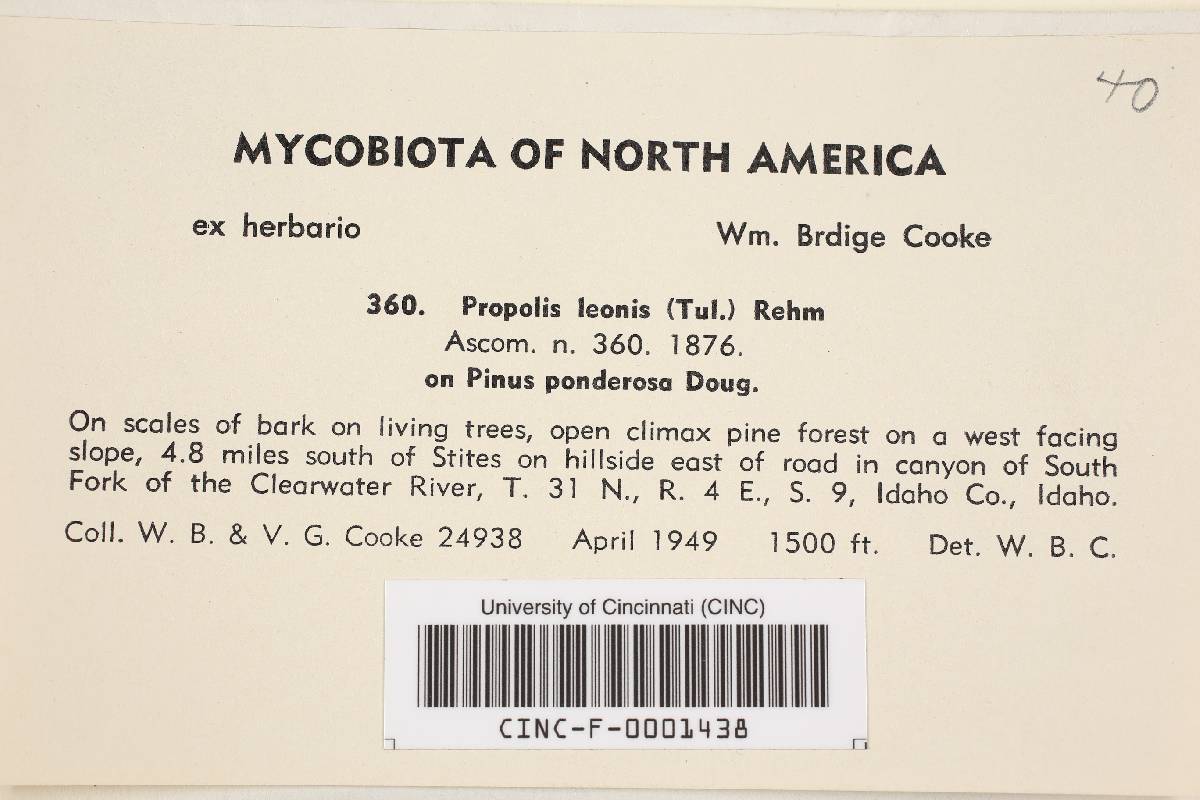 40
MYCOBIOTA OF NORTH AMERICA
ex herbario Wm. Brdige Cooke
360. Propolis leonis (Tul.) Rehm
Ascom. n. 360. 1876.
on Pinus ponderosa Doug.
On scales of bark on living trees, open climax pine forest on a west facing
slope, 4.8 miles south of Stites on hillside east of road in canyon of South
Fork of the Clearwater River, T. 31 N., R. 4 E., S. 9, Idaho Co., Idaho.
Coll. W. B. & V. G. Cooke 24938 April 1949 1500 ft. Det. W. B. C.
University of Cincinnati (CINC)
CINC-F-0001438